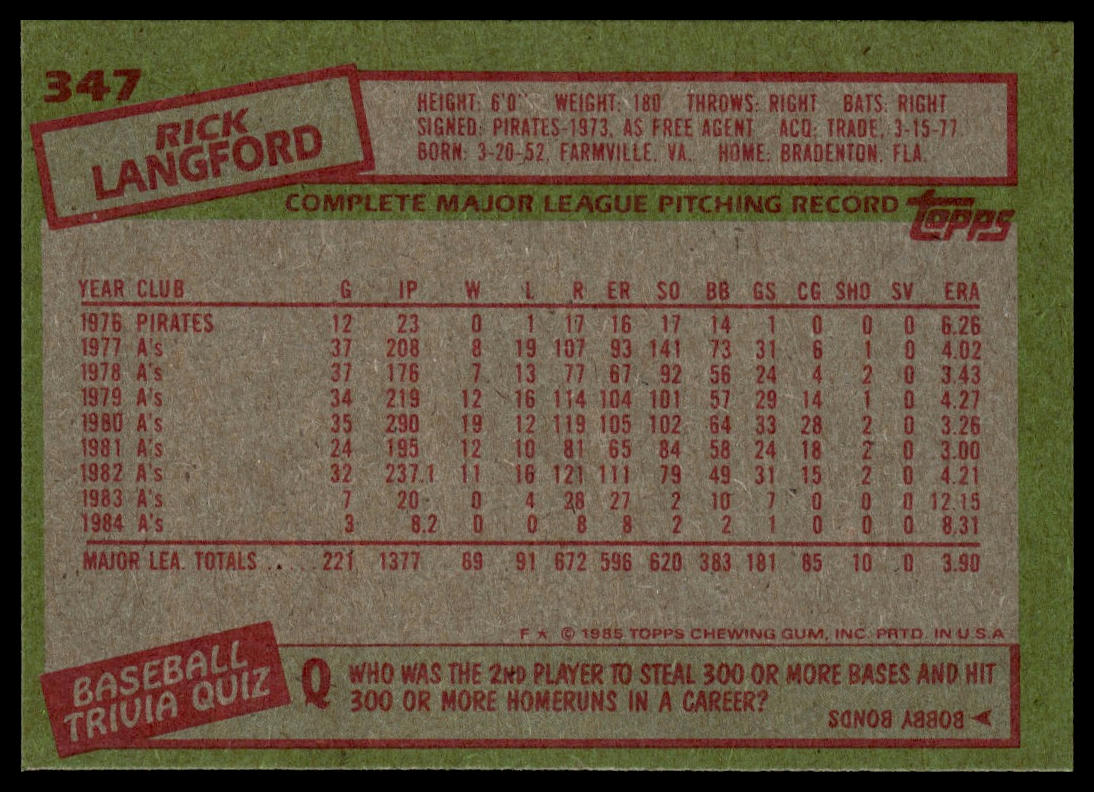 347
RICK
LANGFORD
HEIGHT: 6'0" WEIGHT: 180 THROWS: RIGHT BATS: RIGHT
SIGNED: PIRATES-1973, AS FREE AGENT ACQ: TRADE, 3-15-77
BORN: 3-20-52, FARMVILLE, VA. HOME: BRADENTON, FLA.
COMPLETE MAJOR LEAGUE PITCHING RECORD
topps
YEAR CLUB G IP W L R ER SO BB GS CG SHO SV ERA
1976 PIRATES 12 23 0 1 17 16 17 14 1 0 0 0 6.26
1977 A's 37 208 8 19 107 93 141 73 31 6 1 0 4.02
1978 A's 37 176 7 13 77 67 92 56 24 4 2 0 3.43
1979 A's 34 219 12 16 114 104 101 57 29 14 1 0 4.27
1980 A's 35 290 19 12 119 105 102 64 33 28 2 0 3.26
1981 A's 24 195 12 10 81 65 84 58 24 18 2 0 3.00
1982 A's 32 237.1 11 16 121 111 79 49 31 15 2 0 4.21
1983 A's 7 20 0 4 28 27 2 10 7 0 0 0 12.15
1984 A's 3 8.2 0 0 8 8 2 2 1 0 0 0 8.31
MAJOR LEA. TOTALS .. 221 1377 69 91 672 596 620 383 181 85 10 0 3.90
F ★ © 1985 TOPPS CHEWING GUM, INC. PRTD. IN U.S.A
BASEBALL
TRIVIA QUIZ
Q WHO WAS THE 2ND PLAYER TO STEAL 300 OR MORE BASES AND HIT
300 OR MORE HOMERUNS IN A CAREER?
BOBBY BONDS